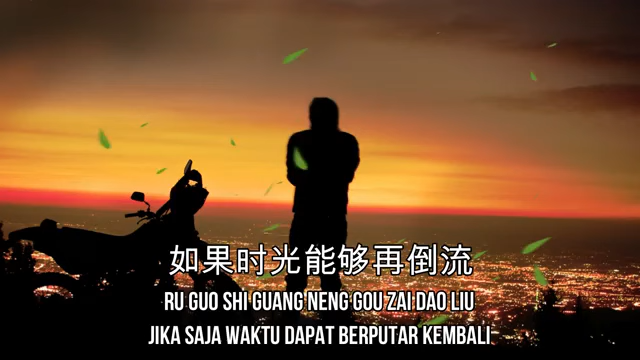 如果时光能够再倒流
RU GUO SHI GUANG NENG GOU ZAI DAO LIU
JIKA SAJA WAKTU DAPAT BERPUTAR KEMBALI